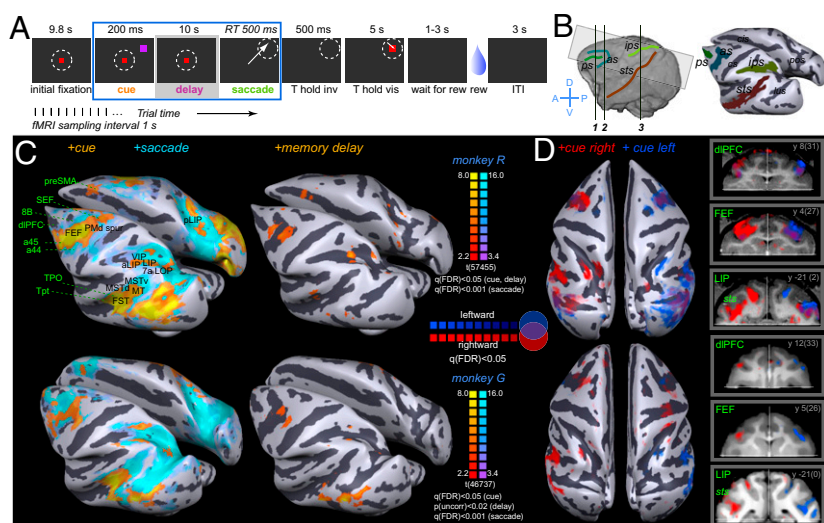 A
9.8 s 200 ms 10 s RT 500 ms 500 ms 5 s 1-3 s 3 s
initial fixation cue delay saccade T hold inv T hold vis wait for rew rew ITI
... Trial time
fMRI sampling interval 1 s
B
ps as ips sts
D
A P
V
1 2 3
ps as cis cs ips pos sts lus
C
+cue +saccade +memory delay
monkey R
8.0 16.0
2.2 3.4
t(57455)
q(FDR)<0.05 (cue, delay)
q(FDR)<0.001 (saccade)
preSMA
SEF
8B
dlPFC
a45
a44
TPO
Tpt
FEF PMd spur pLIP
VIP
aLIP LIP
7a LOP
MSTv
MSTd MT
FST
leftward
rightward
q(FDR)<0.05
monkey G
8.0 16.0
2.2 3.4
t(46737)
q(FDR)<0.05 (cue)
p(uncorr)<0.02 (delay)
q(FDR)<0.001 (saccade)
D
+cue right + cue left
dlPFC y 8(31)
FEF y 4(27)
LIP y -21 (2)
sts
dlPFC y 12(33)
FEF y 5(26)
LIP y -21(0)
sts